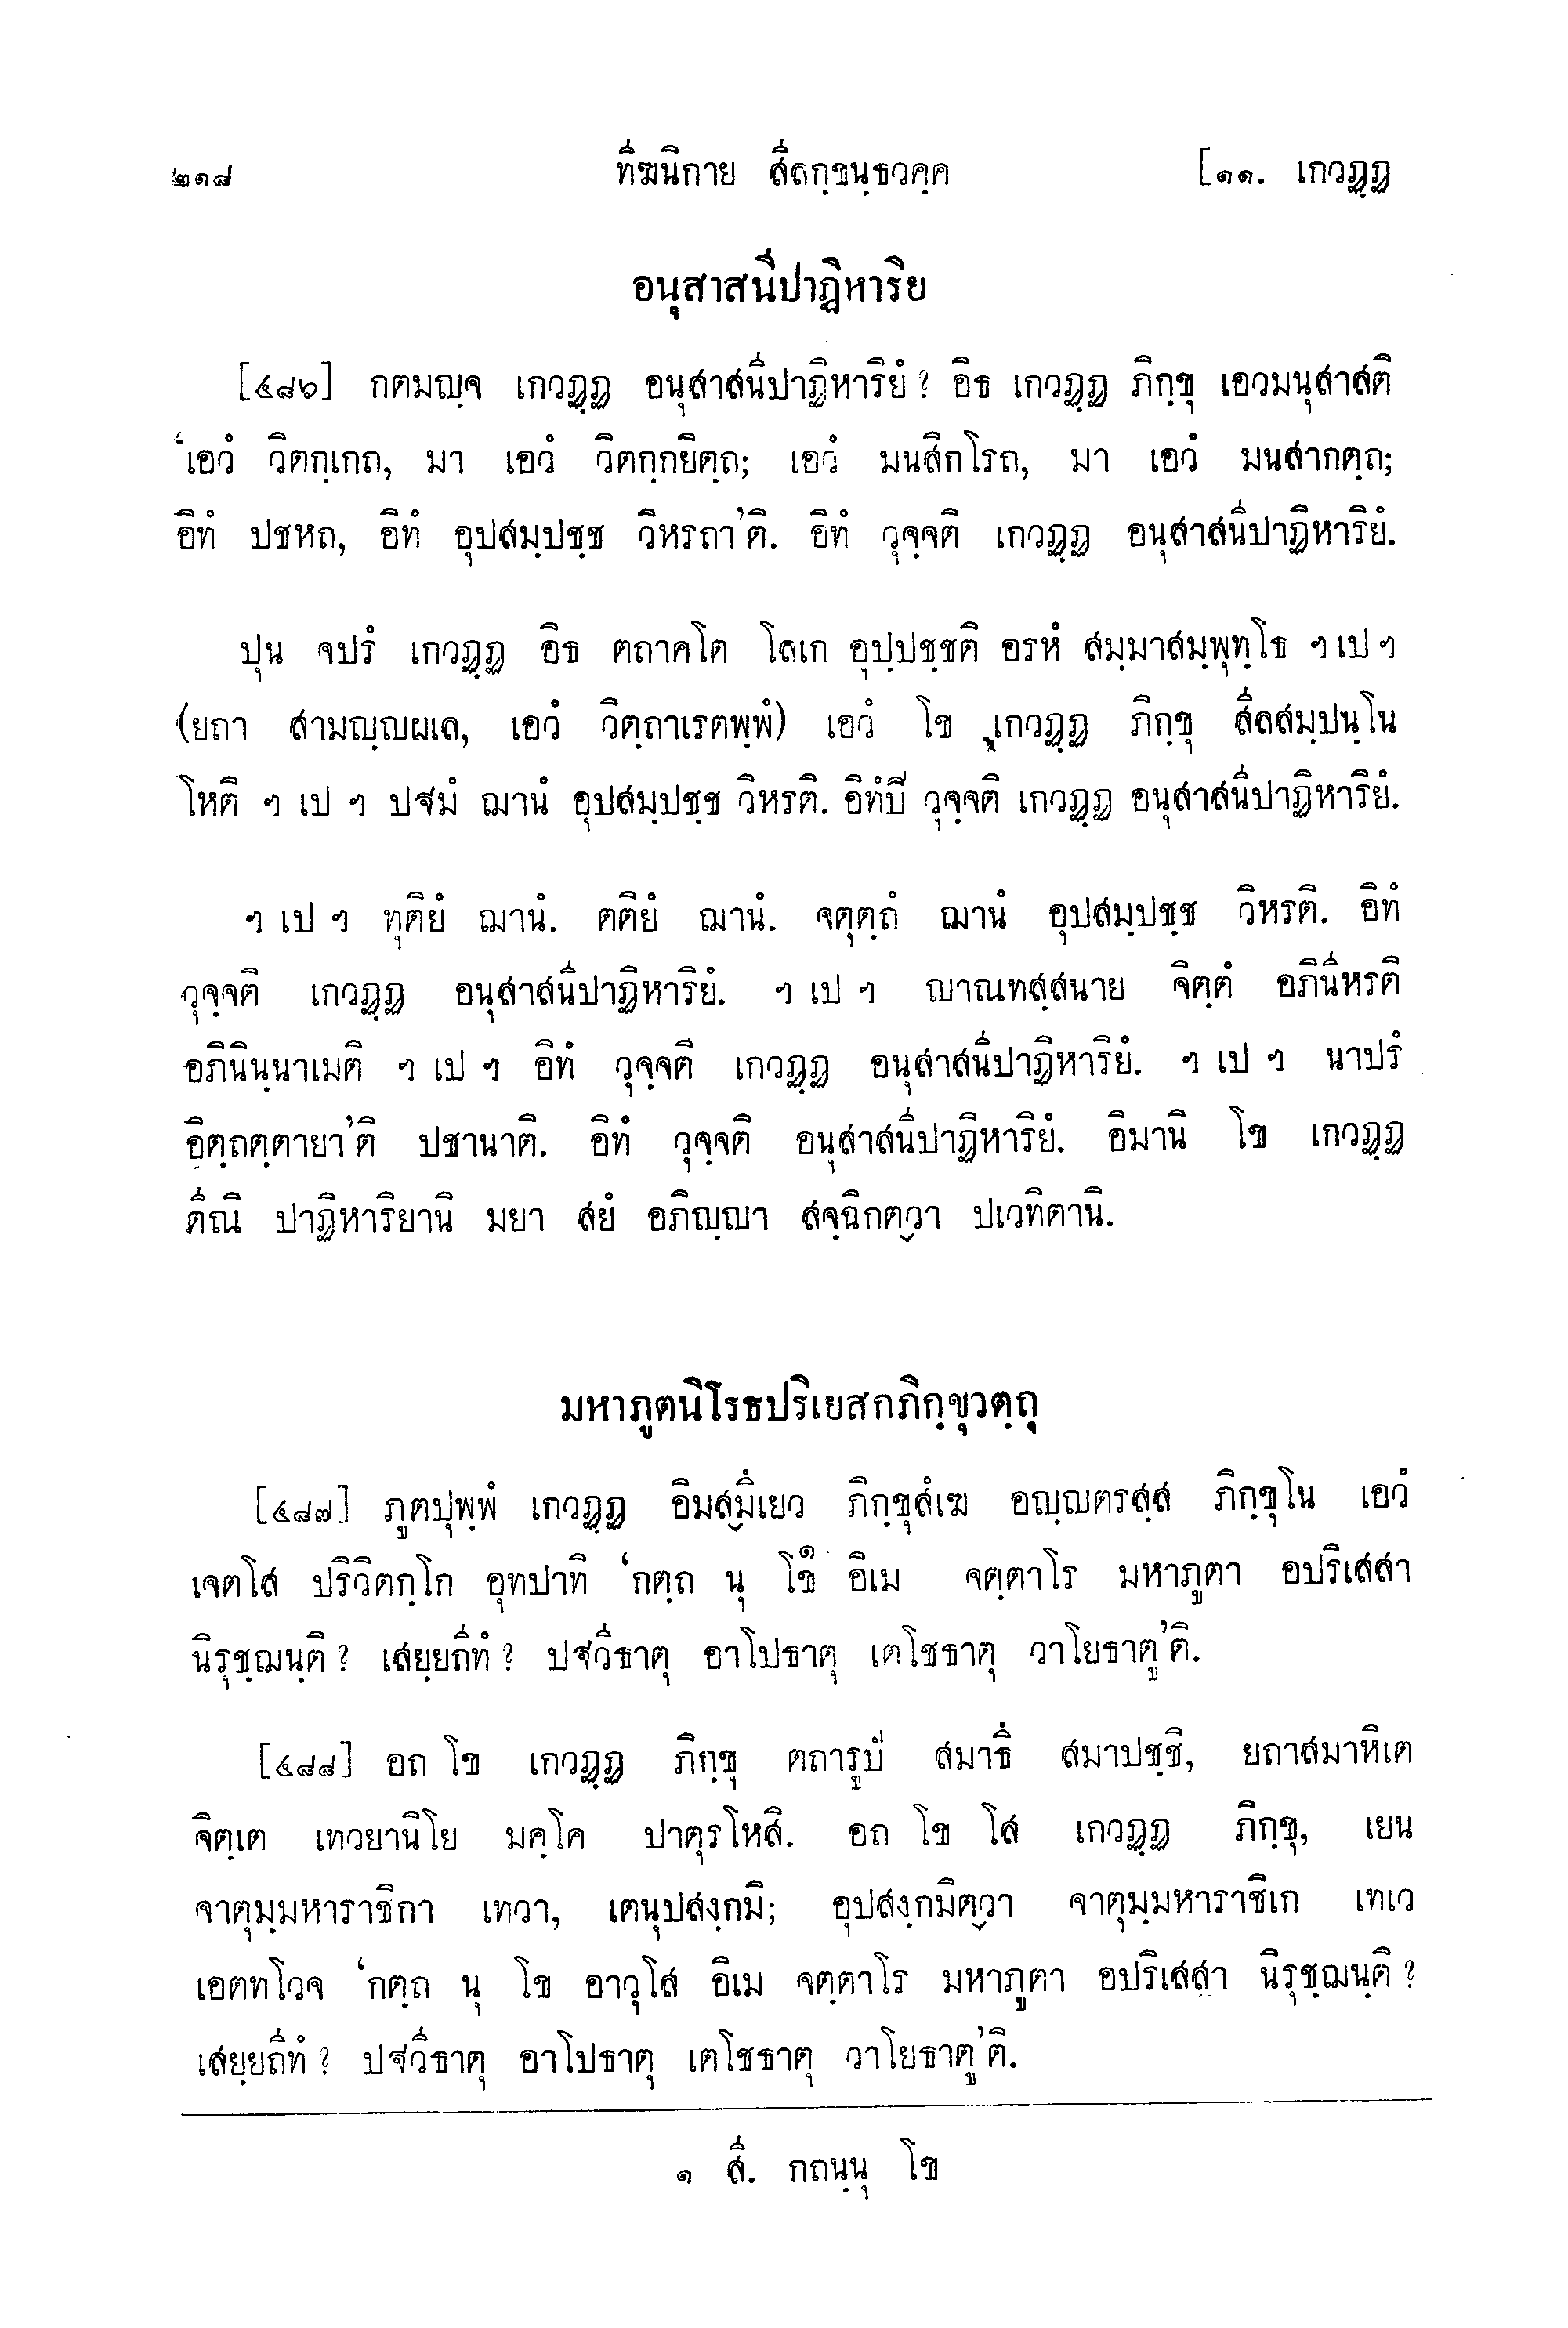 ๒๑๘ ทีฆนิกาย สีลกฺขนฺธวคฺค [๑๑. เกวฏฺฏ
อนุสาสนีปาฏิหาริย
[๔๘๖] กตมญฺจ เกวฏฺฏ อนุสาสนีปาฏิหาริยํ? อิธ เกวฏฺฏ ภิกฺขุ เอวมนุสาสติ
‘เอวํ วิตกฺเกถ, มา เอวํ วิตกฺกยิตฺถ; เอวํ มนสิกโรถ, มา เอวํ มนสากตฺถ;
อิทํ ปชหถ, อิทํ อุปสมฺปชฺช วิหรถา’ติ. อิทํ วุจฺจติ เกวฏฺฏ อนุสาสนีปาฏิหาริยํ.
ปุน จปรํ เกวฏฺฏ อิธ ตถาคโต โลเก อุปฺปชฺชติ อรหํ สมฺมาสมฺพุทฺโธ ฯ เป ฯ
(ยถา สามญฺญผเล, เอวํ วิตฺถาเรตพฺพํ) เอวํ โข เกวฏฺฏ ภิกฺขุ สีลสมฺปนฺโน
โหติ ฯ เป ฯ ปฐมํ ฌานํ อุปสมฺปชฺช วิหรติ. อิทํปิ วุจฺจติ เกวฏฺฏ อนุสาสนีปาฏิหาริยํ.
ฯ เป ฯ ทุติยํ ฌานํ. ตติยํ ฌานํ. จตุตฺถํ ฌานํ อุปสมฺปชฺช วิหรติ. อิทํ
วุจฺจติ เกวฏฺฏ อนุสาสนีปาฏิหาริยํ. ฯ เป ฯ ญาณทสฺสนาย จิตฺตํ อภินีหรติ
อภินินฺนาเมติ ฯ เป ฯ อิทํ วุจฺจติ เกวฏฺฏ อนุสาสนีปาฏิหาริยํ. ฯ เป ฯ นาปรํ
อิตฺถตฺตายา’ติ ปชานาติ. อิทํ วุจฺจติ อนุสาสนีปาฏิหาริยํ. อิมานิ โข เกวฏฺฏ
ตีณิ ปาฏิหาริยานิ มยา สยํ อภิญฺญา สจฺฉิกตฺวา ปเวทิตานิ.
มหาภูตนิโรธปริเยสกภิกฺขุวตฺถุ
[๔๘๗] ภูตปุพฺพํ เกวฏฺฏ อิมสฺมึเยว ภิกฺขุสํเฆ อญฺญตรสฺส ภิกฺขุโน เอวํ
เจตโส ปริวิตกฺโก อุทปาทิ ‘กตฺถ นุ โข๑ อิเม จตฺตาโร มหาภูตา อปริเสสา
นิรุชฺฌนฺติ? เสยฺยถีทํ? ปฐวีธาตุ อาโปธาตุ เตโชธาตุ วาโยธาตู’ติ.
[๔๘๘] อถ โข เกวฏฺฏ ภิกฺขุ ตถารูปํ สมาธึ สมาปชฺชิ, ยถาสมาหิเต
จิตฺเต เทวยานิโย มคฺโค ปาตุรโหสิ. อถ โข โส เกวฏฺฏ ภิกฺขุ, เยน
จาตุมฺมหาราชิกา เทวา, เตนุปสงฺกมิ; อุปสงฺกมิตฺวา จาตุมฺมหาราชิเก เทเว
เอตทโวจ ‘กตฺถ นุ โข อาวุโส อิเม จตฺตาโร มหาภูตา อปริเสสา นิรุชฺฌนฺติ?
เสยฺยถีทํ? ปฐวีธาตุ อาโปธาตุ เตโชธาตุ วาโยธาตู’ติ.
๑ สี. กถนฺนุ โข